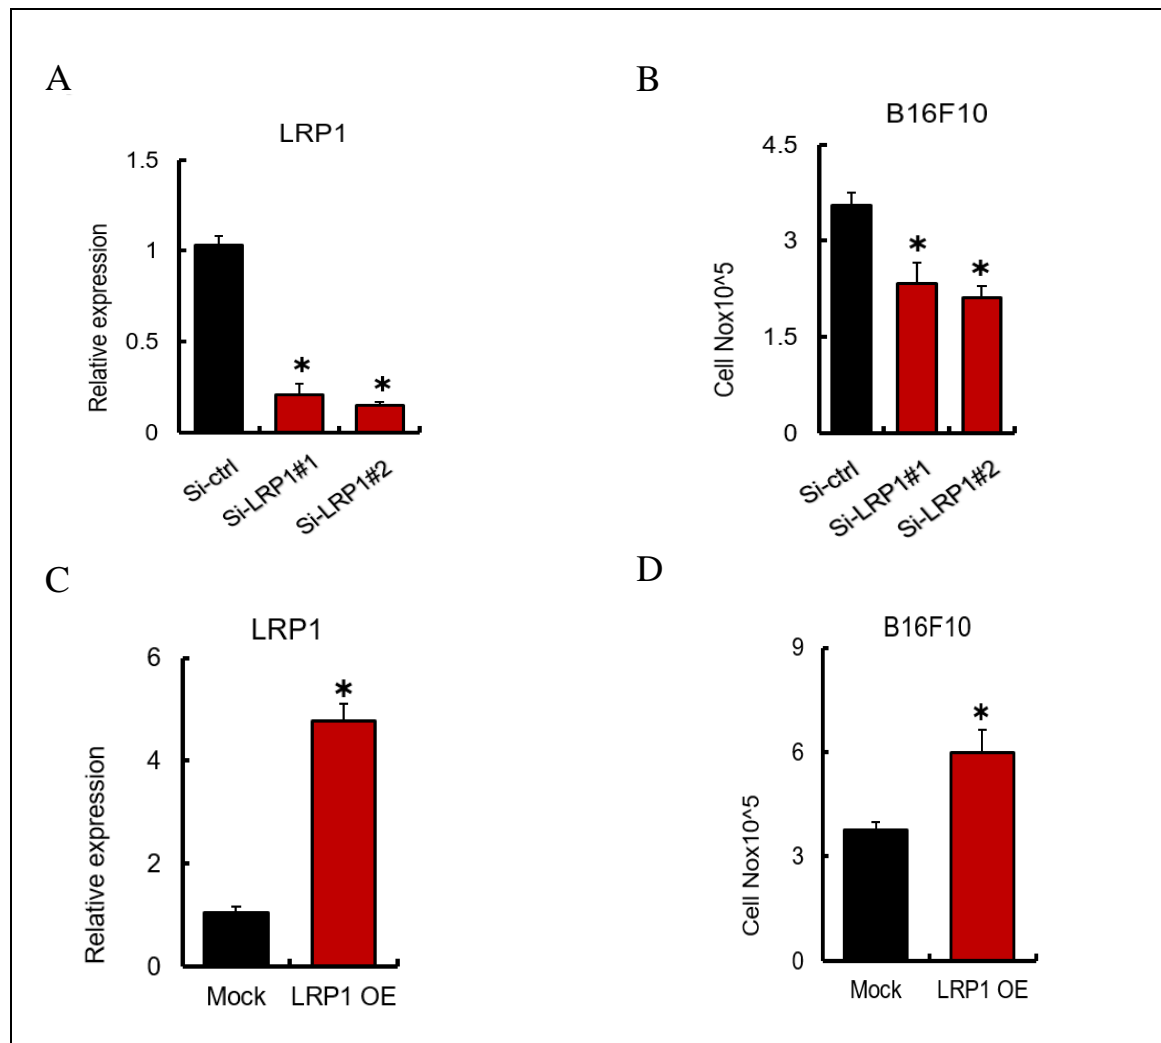 A
LRP1
1.5
1
0.5
0
Relative expression
*
*
Si-ctrl
Si-LRP1#1
Si-LRP1#2
B
B16F10
4.5
3
1.5
0
Cell Nox10^5
*
*
Si-ctrl
Si-LRP1#1
Si-LRP1#2
C
LRP1
6
4
2
0
Relative expression
*
Mock
LRP1 OE
D
B16F10
9
6
3
0
Cell Nox10^5
*
Mock
LRP1 OE